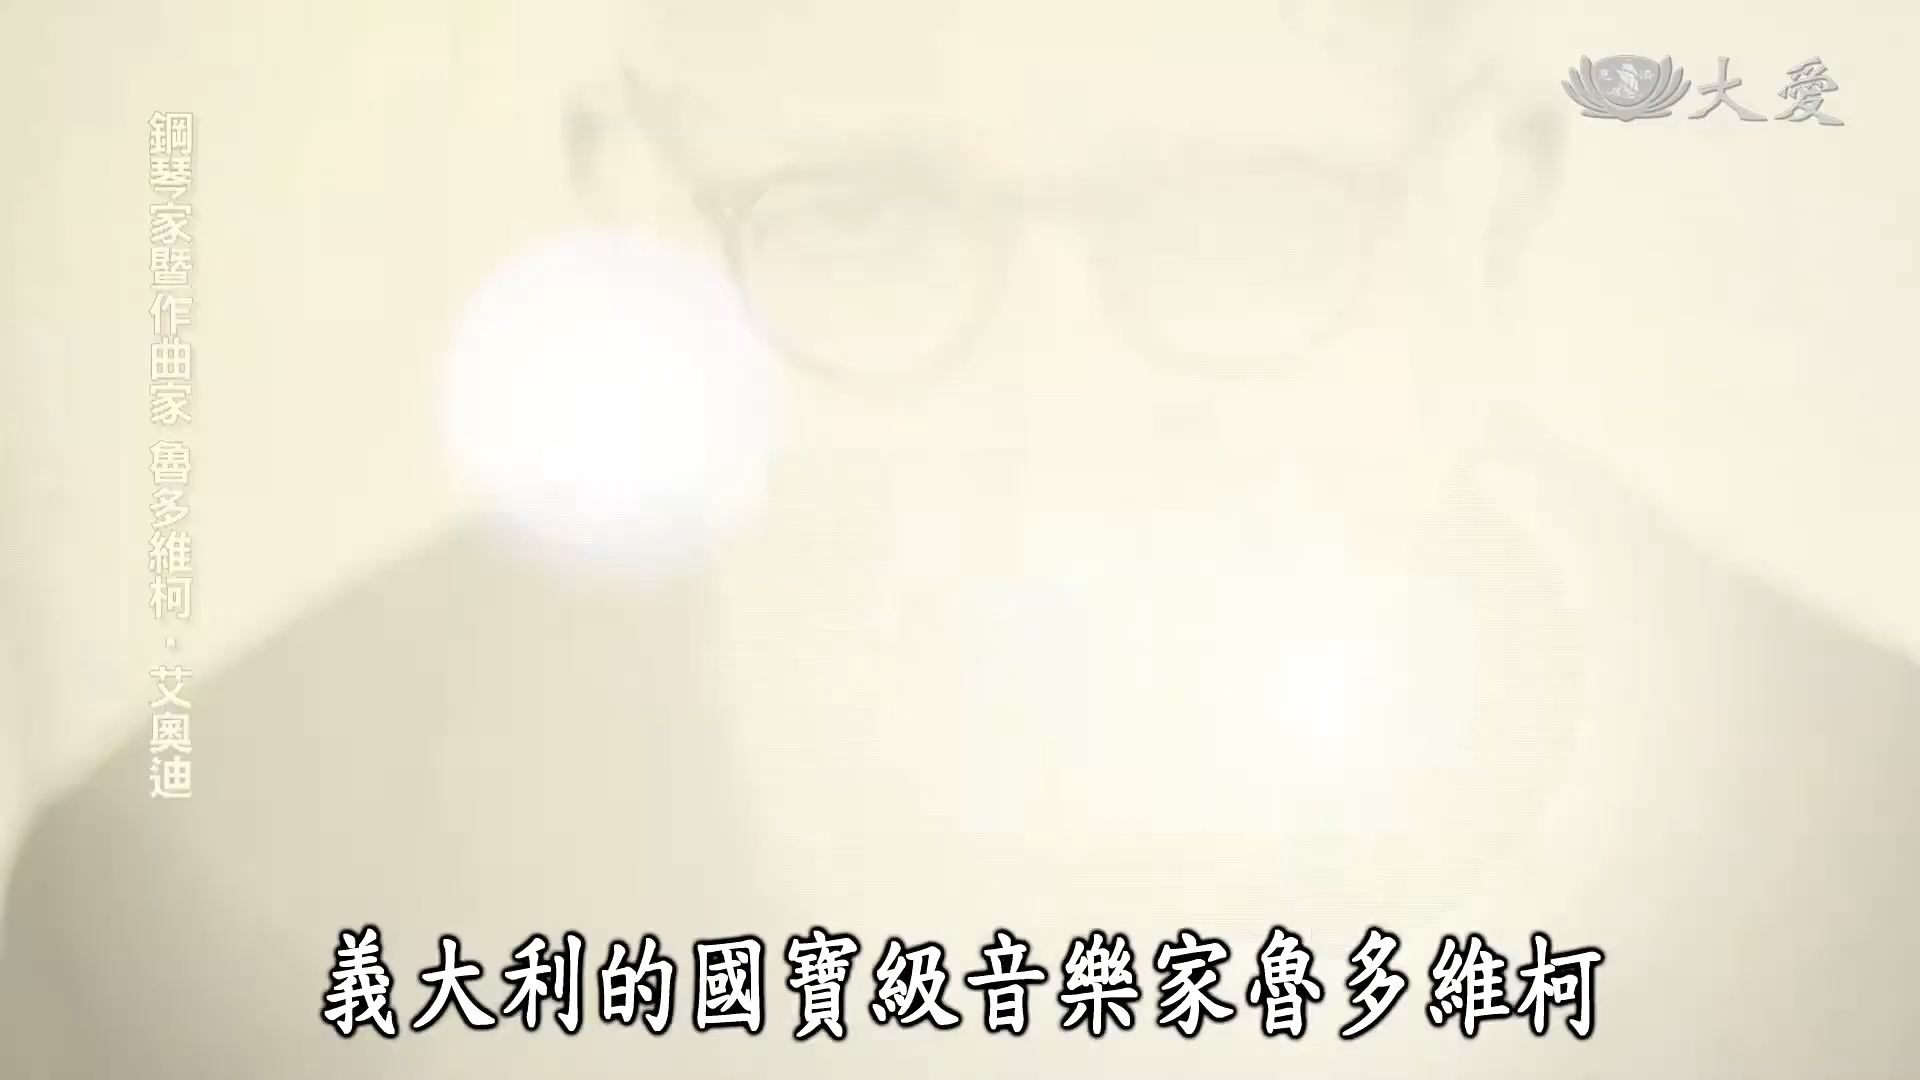 大愛
鋼琴家暨作曲家 魯多維柯·艾奧迪
義大利的國寶級音樂家魯多維柯